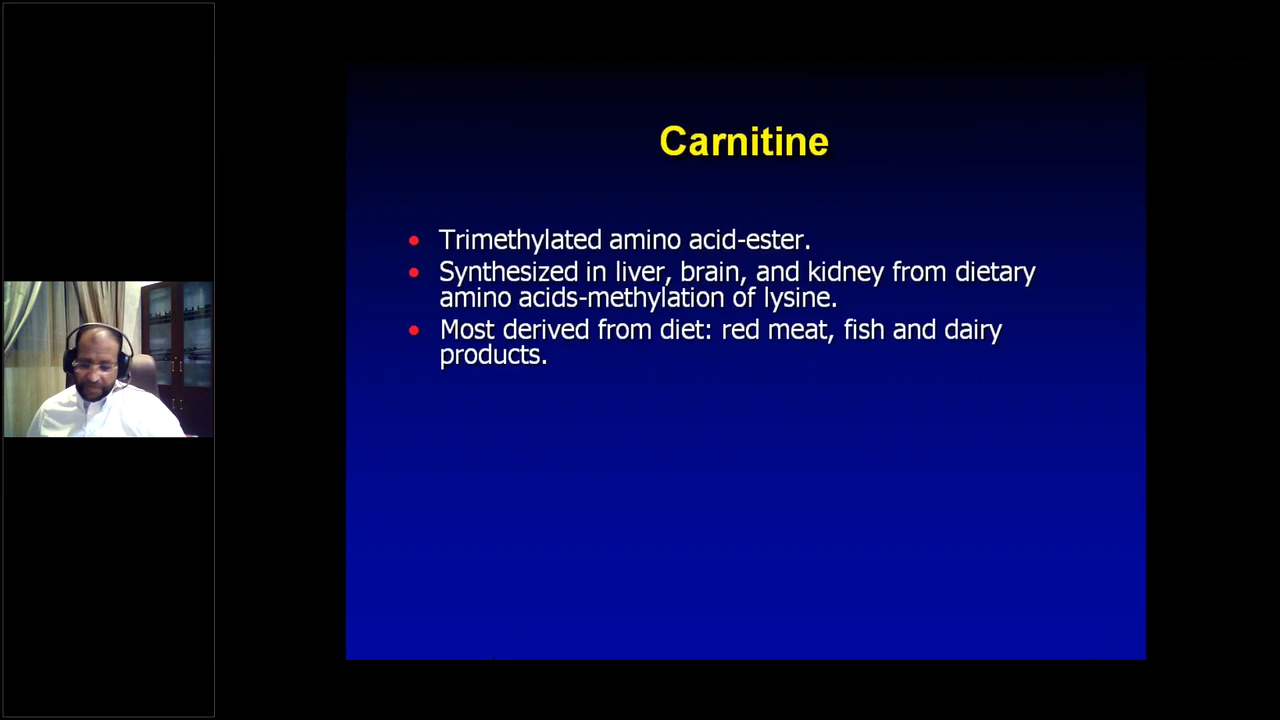 Carnitine
• Trimethylated amino acid-ester.
• Synthesized in liver, brain, and kidney from dietary
amino acids-methylation of lysine.
• Most derived from diet: red meat, fish and dairy
products.